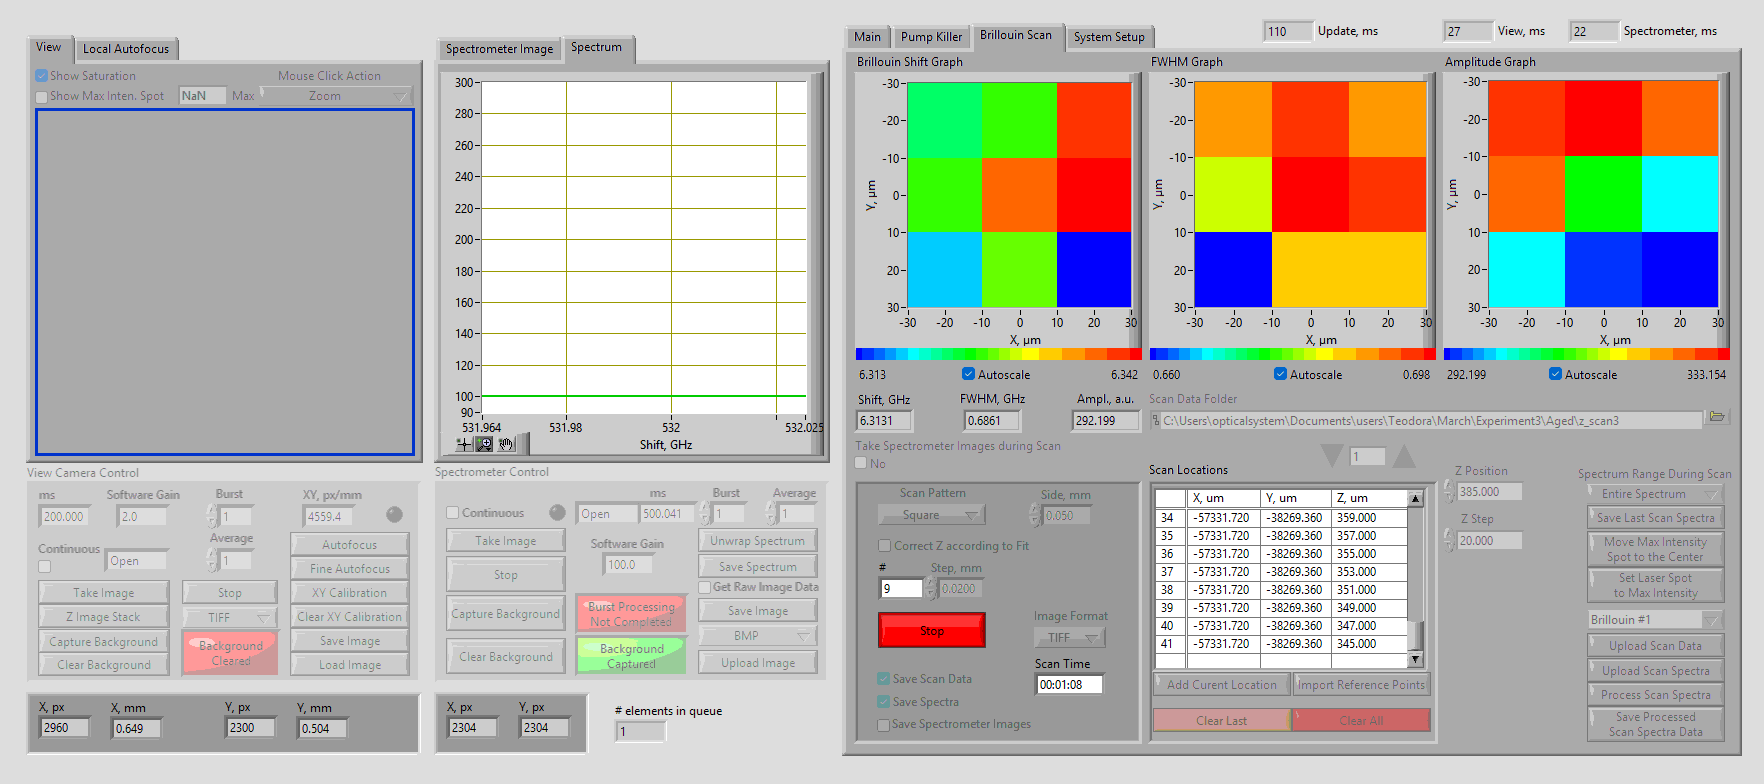 View
Local Autofocus
Show Saturation
Mouse Click Action
Show Max Inten. Spot
NaN
Max
Zoom
View Camera Control
ms
Software Gain
Burst
XY, px/mm
200.000
2.0
1
4559.4
Continuous
Open
Average
1
Autofocus
Fine Autofocus
Take Image
Stop
XY Calibration
Z Image Stack
TIFF
Clear XY Calibration
Capture Background
Background
Cleared
Save Image
Clear Background
Load Image
X, px
X, mm
Y, px
Y, mm
2960
0.649
2300
0.504
Spectrometer Image
Spectrum
300
280
260
240
220
200
180
160
140
120
100
90
531.964
531.98
532
532.025
Shift, GHz
Spectrometer Control
ms
Burst
Average
Continuous
Open
500.041
1
1
Take Image
Software Gain
Unwrap Spectrum
Stop
100.0
Save Spectrum
Get Raw Image Data
Capture Background
Burst Processing
Not Completed
Save Image
BMP
Clear Background
Background
Captured
Upload Image
X, px
Y, px
2304
2304
# elements in queue
1
110
Update, ms
27
View, ms
22
Spectrometer, ms
Main
Pump Killer
Brillouin Scan
System Setup
Brillouin Shift Graph
-30
-20
-10
0
10
20
30
Y, µm
-30 -20 -10 0 10 20 30
X, µm
6.313
Autoscale
6.342
FWHM Graph
-30
-20
-10
0
10
20
30
Y, µm
-30 -20 -10 0 10 20 30
X, µm
0.660
Autoscale
0.698
Amplitude Graph
-30
-20
-10
0
10
20
30
Y, µm
-30 -20 -10 0 10 20 30
X, µm
292.199
Autoscale
333.154
Shift, GHz
FWHM, GHz
Ampl., a.u.
6.3131
0.6861
292.199
Scan Data Folder
C:\Users\opticalsystem\Documents\users\Teodora\March\Experiment3\Aged\z_scan3
Take Spectrometer Images during Scan
No
Scan Pattern
Square
Side, mm
0.050
Correct Z according to Fit
#
9
Step, mm
0.0200
Stop
Image Format
TIFF
Scan Time
00:01:08
Save Scan Data
Save Spectra
Save Spectrometer Images
1
Scan Locations
X, um Y, um Z, um
34 -57331.720 -38269.360 359.000
35 -57331.720 -38269.360 357.000
36 -57331.720 -38269.360 355.000
37 -57331.720 -38269.360 353.000
38 -57331.720 -38269.360 351.000
39 -57331.720 -38269.360 349.000
40 -57331.720 -38269.360 347.000
41 -57331.720 -38269.360 345.000
Add Curent Location
Import Reference Points
Clear Last
Clear All
Z Position
385.000
Z Step
20.000
Spectrum Range During Scan
Entire Spectrum
Save Last Scan Spectra
Move Max Intensity
Spot to the Center
Set Laser Spot
to Max Intensity
Brillouin #1
Upload Scan Data
Upload Scan Spectra
Process Scan Spectra
Save Processed
Scan Spectra Data